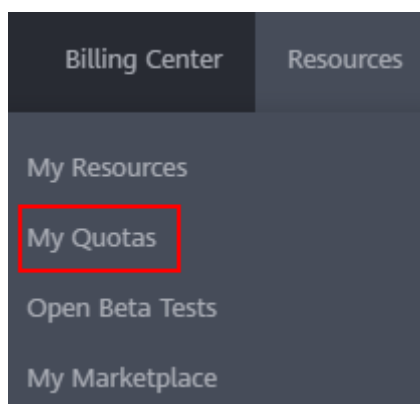 Billing Center Resources
My Resources
My Quotas
Open Beta Tests
My Marketplace